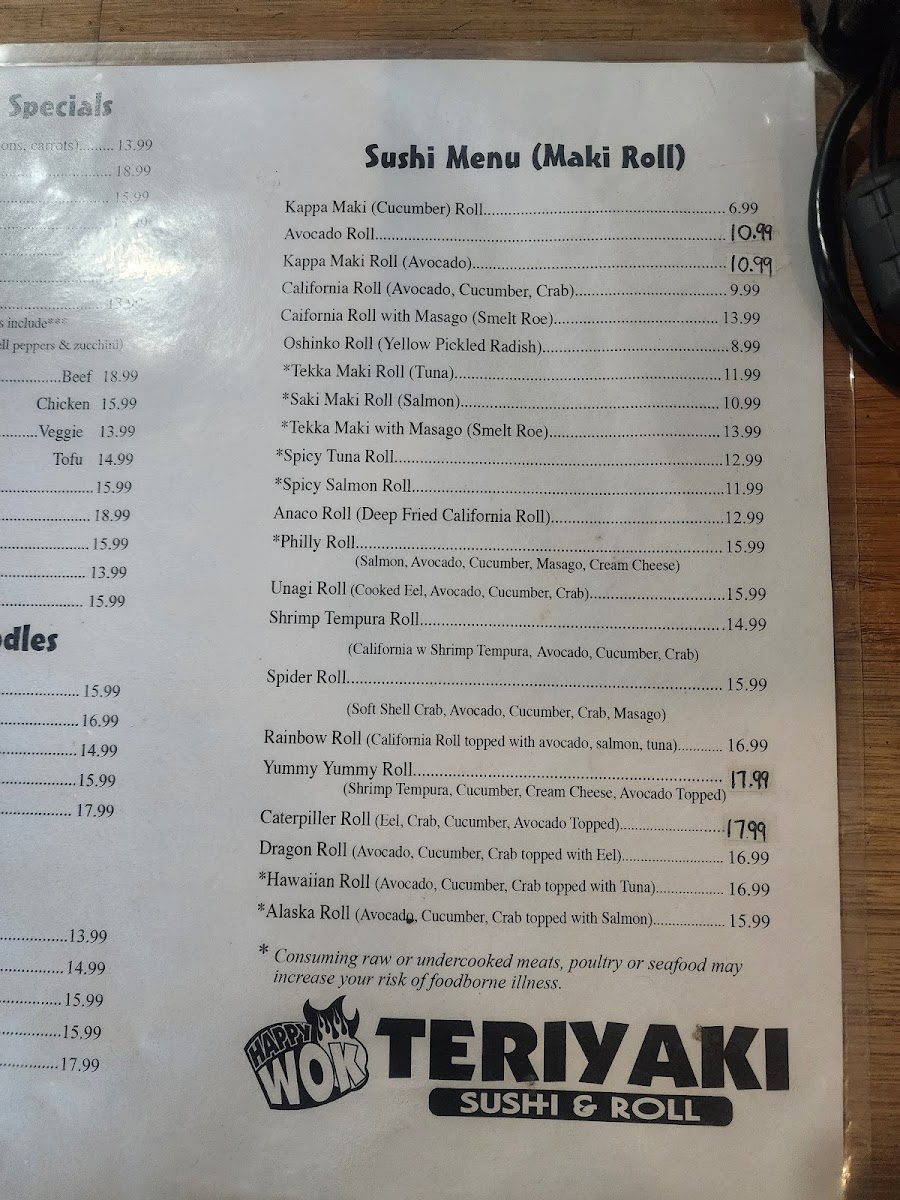 Specials
ons, carrots)......... 13.99
18.99
15.99
s include***
ell peppers & zucchini)
Beef 18.99
Chicken 15.99
Veggie 13.99
Tofu 14.99
15.99
18.99
15.99
13.99
15.99
odles
15.99
16.99
14.99
15.99
17.99
13.99
14.99
15.99
15.99
17.99
Sushi Menu (Maki Roll)
Kappa Maki (Cucumber) Roll........ 6.99
Avocado Roll........ 10.99
Kappa Maki Roll (Avocado)........ 10.99
California Roll (Avocado, Cucumber, Crab)........ 9.99
Caifornia Roll with Masago (Smelt Roe)........ 13.99
Oshinko Roll (Yellow Pickled Radish)........ 8.99
*Tekka Maki Roll (Tuna)........ 11.99
*Saki Maki Roll (Salmon)........ 10.99
*Tekka Maki with Masago (Smelt Roe)........ 13.99
*Spicy Tuna Roll........ 12.99
*Spicy Salmon Roll........ 11.99
Anaco Roll (Deep Fried California Roll)........ 12.99
*Philly Roll........ 15.99
(Salmon, Avocado, Cucumber, Masago, Cream Cheese)
Unagi Roll (Cooked Eel, Avocado, Cucumber, Crab)........ 15.99
Shrimp Tempura Roll........ 14.99
(California w Shrimp Tempura, Avocado, Cucumber, Crab)
Spider Roll........ 15.99
(Soft Shell Crab, Avocado, Cucumber, Crab, Masago)
Rainbow Roll (California Roll topped with avocado, salmon, tuna)........ 16.99
Yummy Yummy Roll........ 17.99
(Shrimp Tempura, Cucumber, Cream Cheese, Avocado Topped)
Caterpiller Roll (Eel, Crab, Cucumber, Avocado Topped)........ 17.99
Dragon Roll (Avocado, Cucumber, Crab topped with Eel)........ 16.99
*Hawaiian Roll (Avocado, Cucumber, Crab topped with Tuna)........ 16.99
*Alaska Roll (Avocado, Cucumber, Crab topped with Salmon)........ 15.99
* Consuming raw or undercooked meats, poultry or seafood may
increase your risk of foodborne illness.
HAPPY
WOK
TERIYAKI
SUSHI & ROLL